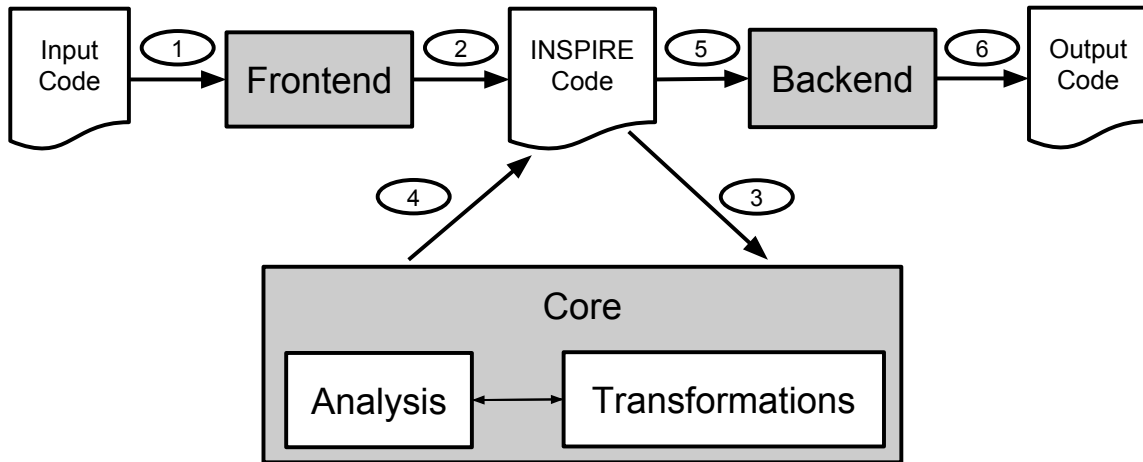 Input
Code
1
Frontend
2
INSPIRE
Code
5
Backend
6
Output
Code
4
3
Core
Analysis
Transformations